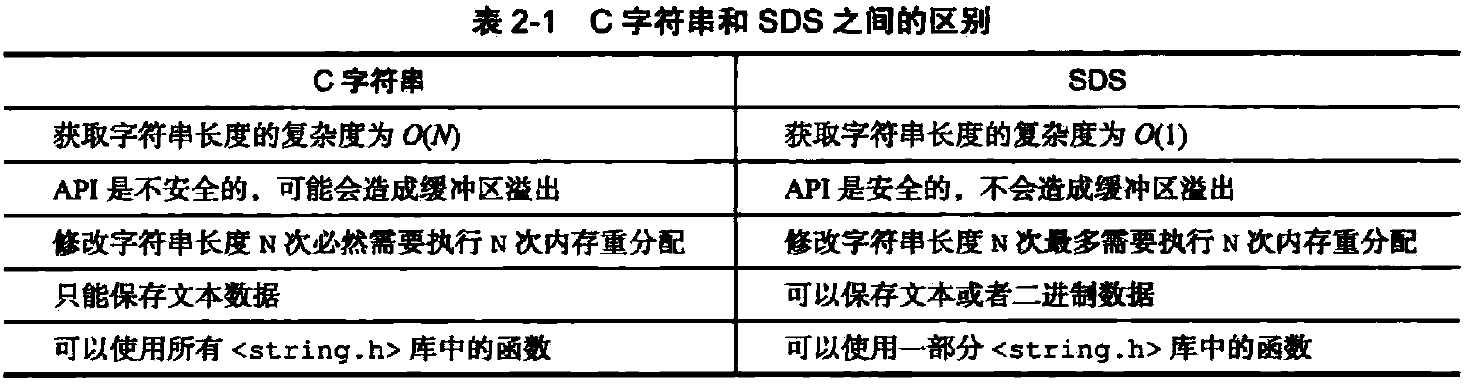 表 2-1 C 字符串和 SDS 之间的区别
C 字符串 SDS
获取字符串长度的复杂度为 O(N) 获取字符串长度的复杂度为 O(1)
API 是不安全的，可能会造成缓冲区溢出 API 是安全的，不会造成缓冲区溢出
修改字符串长度 N 次必然需要执行 N 次内存重分配 修改字符串长度 N 次最多需要执行 N 次内存重分配
只能保存文本数据 可以保存文本或者二进制数据
可以使用所有 <string.h> 库中的函数 可以使用一部分 <string.h> 库中的函数